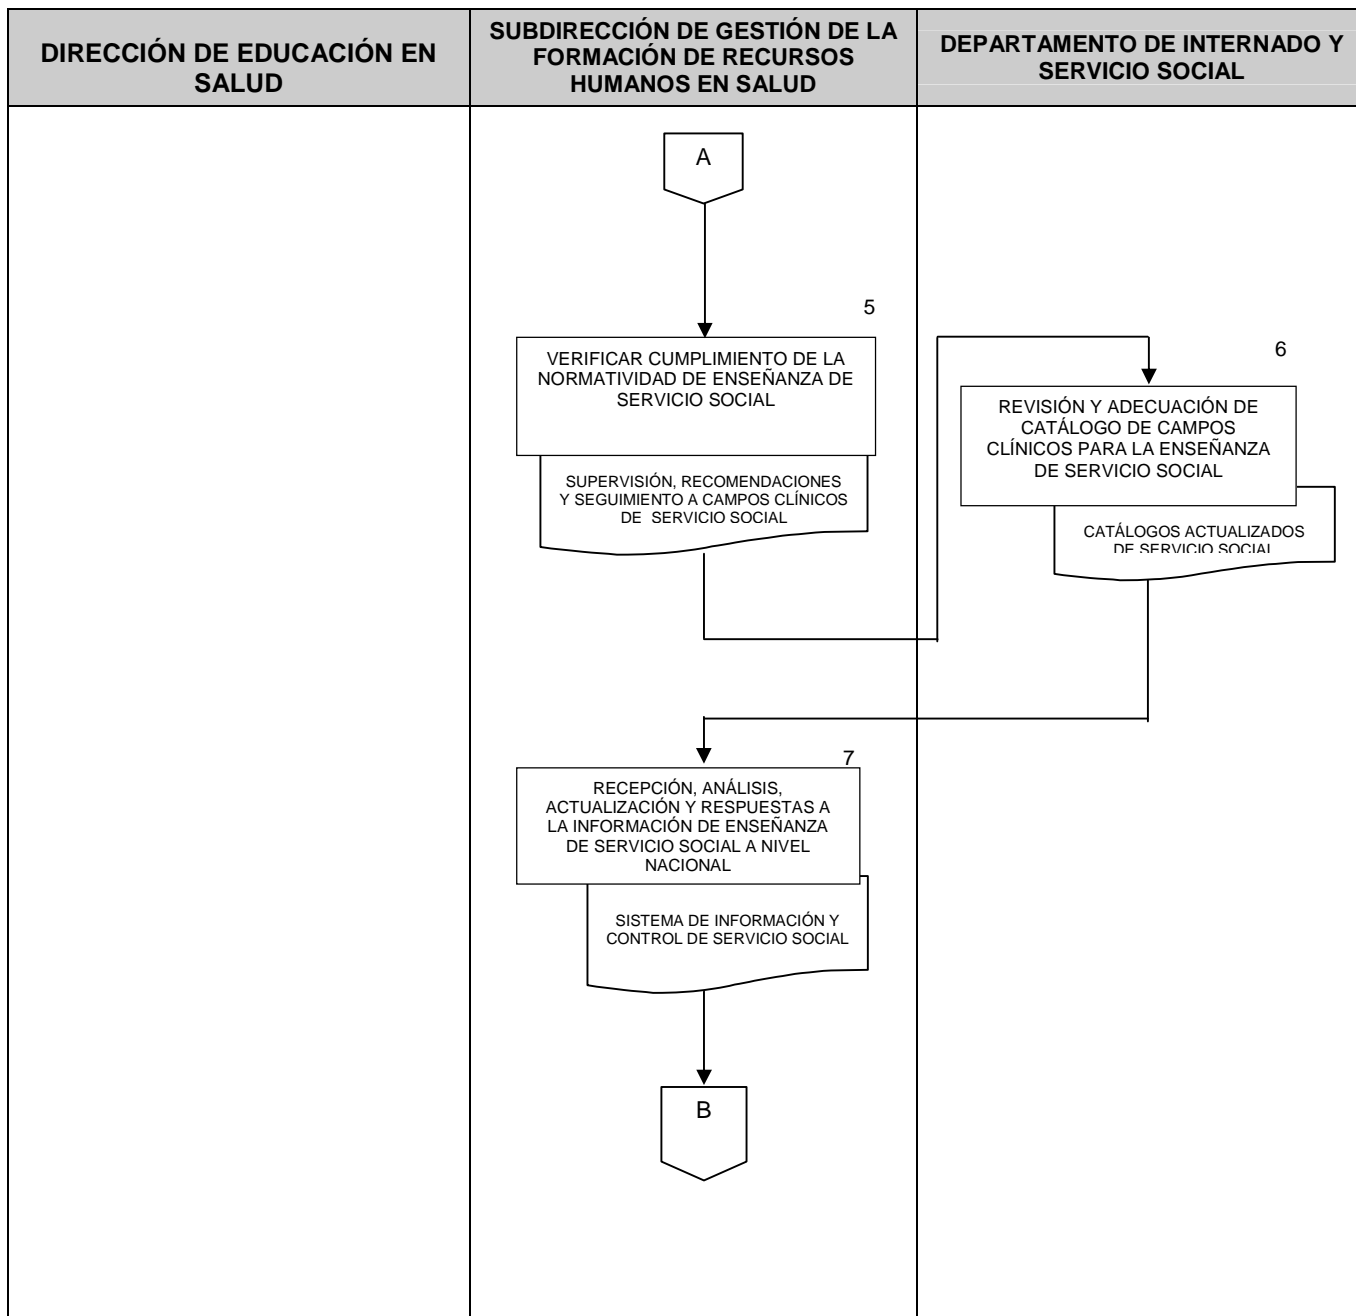 DIRECCIÓN DE EDUCACIÓN EN
SALUD
SUBDIRECCIÓN DE GESTIÓN DE LA
FORMACIÓN DE RECURSOS
HUMANOS EN SALUD
DEPARTAMENTO DE INTERNADO Y
SERVICIO SOCIAL
A
5
VERIFICAR CUMPLIMIENTO DE LA
NORMATIVIDAD DE ENSEÑANZA DE
SERVICIO SOCIAL
SUPERVISIÓN, RECOMENDACIONES
Y SEGUIMIENTO A CAMPOS CLÍNICOS
DE SERVICIO SOCIAL
6
REVISIÓN Y ADECUACIÓN DE
CATÁLOGO DE CAMPOS
CLÍNICOS PARA LA ENSEÑANZA
DE SERVICIO SOCIAL
CATÁLOGOS ACTUALIZADOS
DE SERVICIO SOCIAL
7
RECEPCIÓN, ANÁLISIS,
ACTUALIZACIÓN Y RESPUESTAS A
LA INFORMACIÓN DE ENSEÑANZA
DE SERVICIO SOCIAL A NIVEL
NACIONAL
SISTEMA DE INFORMACIÓN Y
CONTROL DE SERVICIO SOCIAL
B